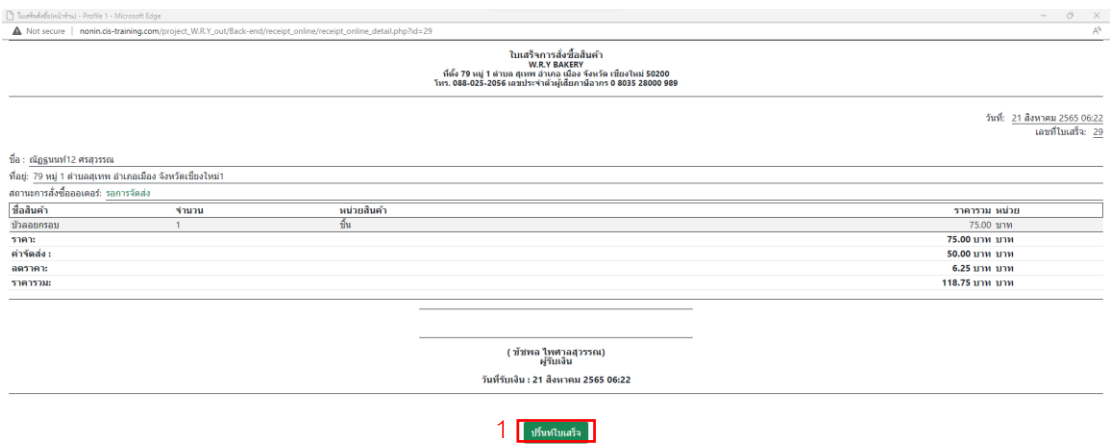 ใบเสร็จสั่งซื้อ(หน้าร้าน) - Profile 1 - Microsoft Edge
Not secure | nonin.cis-training.com/project_W.R.Y_out/Back-end/receipt_online/receipt_online_detail.php?id=29
ใบเสร็จการสั่งซื้อสินค้า
W.R.Y BAKERY
ที่ตั้ง 79 หมู่ 1 ตำบล สุเทพ อำเภอ เมือง จังหวัด เชียงใหม่ 50200
โทร. 088-025-2056 เลขประจำตัวผู้เสียภาษีอากร 0 8035 28000 989
วันที่: 21 สิงหาคม 2565 06:22
เลขที่ใบเสร็จ: 29
ชื่อ : ณัฏฐนนท์12 ศรสุวรรณ
ที่อยู่: 79 หมู่ 1 ตำบลสุเทพ อำเภอเมือง จังหวัดเชียงใหม่1
สถานะการสั่งซื้อออเดอร์: รอการจัดส่ง
ชื่อสินค้า จำนวน หน่วยสินค้า ราคารวม หน่วย
บัวลอยกรอบ 1 ชิ้น 75.00 บาท
ราคา: 75.00 บาท บาท
ค่าจัดส่ง : 50.00 บาท บาท
ลดราคา: 6.25 บาท บาท
ราคารวม: 118.75 บาท บาท
( ชัชพล ไพศาลสุวรรณ)
ผู้รับเงิน
วันที่รับเงิน : 21 สิงหาคม 2565 06:22
1 ปริ้นท์ใบเสร็จ